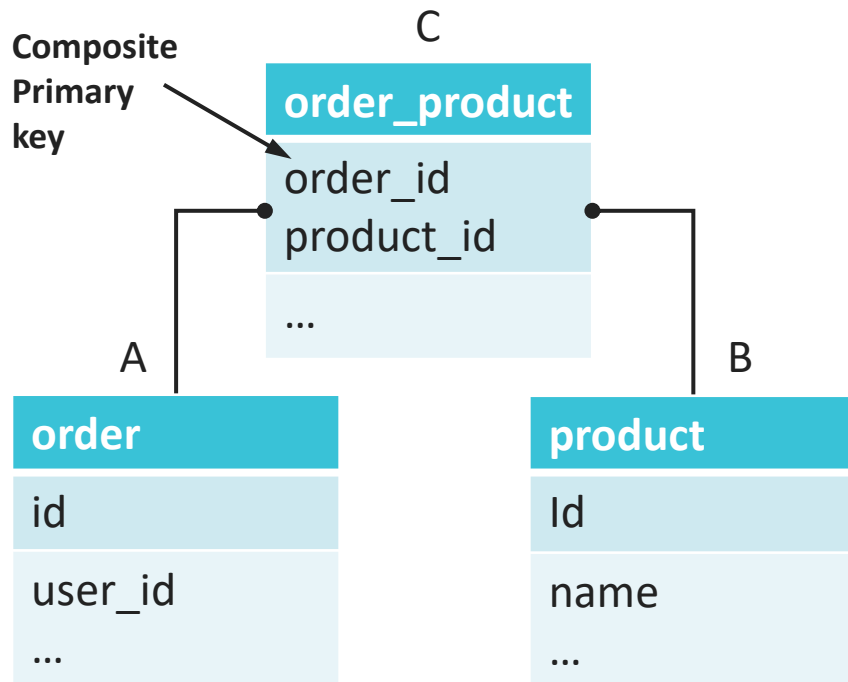 C
Composite
Primary
key
order_product
order_id
product_id
...
A
B
order
id
user_id
...
product
Id
name
...